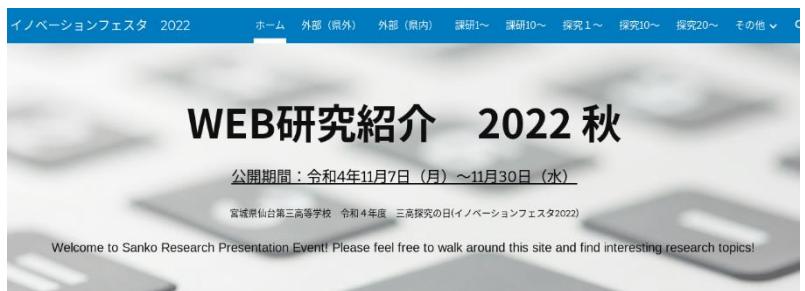 イノベーションフェスタ　2022
ホーム　外部（県外）　外部（県内）　課研1～　課研10～　探究１～　探究10～　探究20～　その他
WEB研究紹介　2022 秋
公開期間：令和4年11月7日（月）～11月30日（水）
宮城県仙台第三高等学校　令和４年度　三高探究の日(イノベーションフェスタ2022)
Welcome to Sanko Research Presentation Event! Please feel free to walk around this site and find interesting research topics!